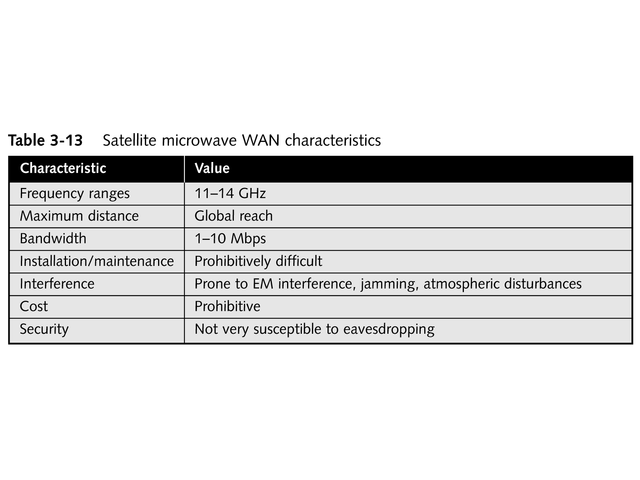 Table 3-13 Satellite microwave WAN characteristics
Characteristic Value
Frequency ranges 11–14 GHz
Maximum distance Global reach
Bandwidth 1–10 Mbps
Installation/maintenance Prohibitively difficult
Interference Prone to EM interference, jamming, atmospheric disturbances
Cost Prohibitive
Security Not very susceptible to eavesdropping